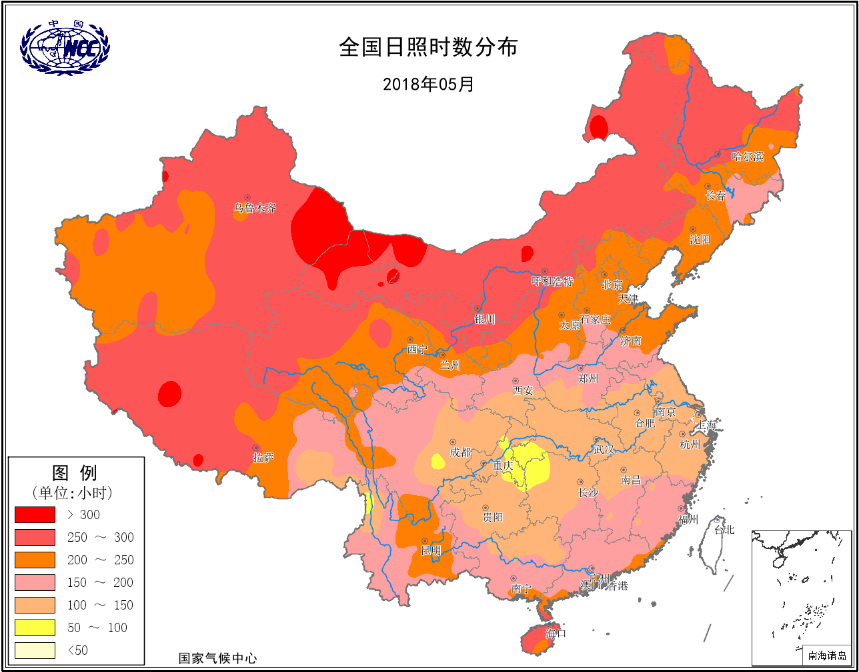 中国
NCC
全国日照时数分布
2018年05月
哈尔滨
长春
乌鲁木齐
沈阳
呼和浩特
北京
天津
银川
石家庄
太原
济南
西宁
兰州
郑州
西安
南京
合肥
上海
拉萨
成都
武汉
杭州
重庆
南昌
长沙
贵阳
福州
台北
昆明
广州
南宁
澳门
香港
海口
图 例
(单位:小时)
> 300
250 ~ 300
200 ~ 250
150 ~ 200
100 ~ 150
50 ~ 100
<50
国家气候中心
南海诸岛